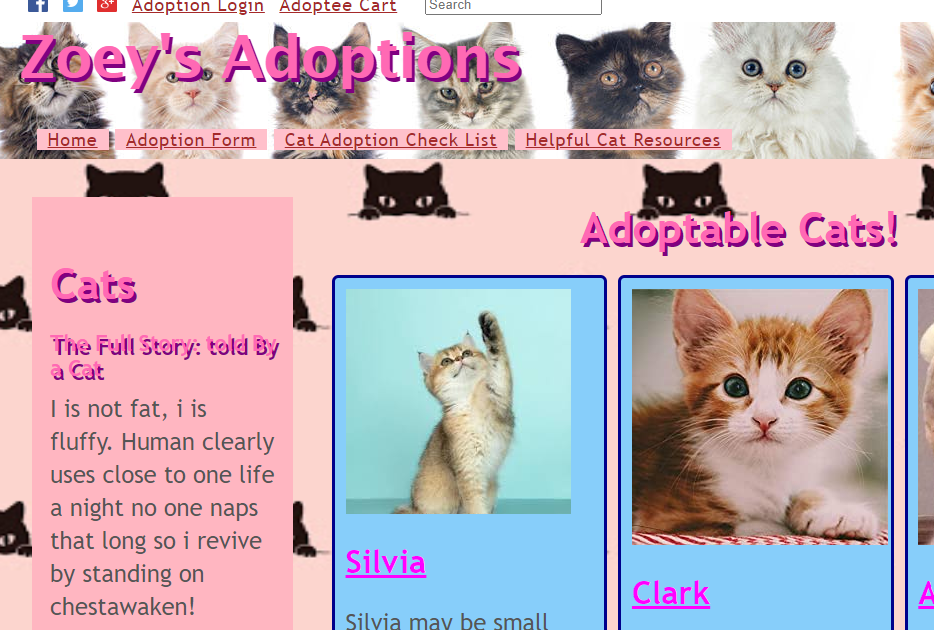 Adoption Login Adoptee Cart Search
Zoey's Adoptions
Home Adoption Form Cat Adoption Check List Helpful Cat Resources
Adoptable Cats!
Cats
The Full Story: told By
a Cat
I is not fat, i is
fluffy. Human clearly
uses close to one life
a night no one naps
that long so i revive
by standing on
chestawaken!
Silvia
Silvia may be small
Clark
A